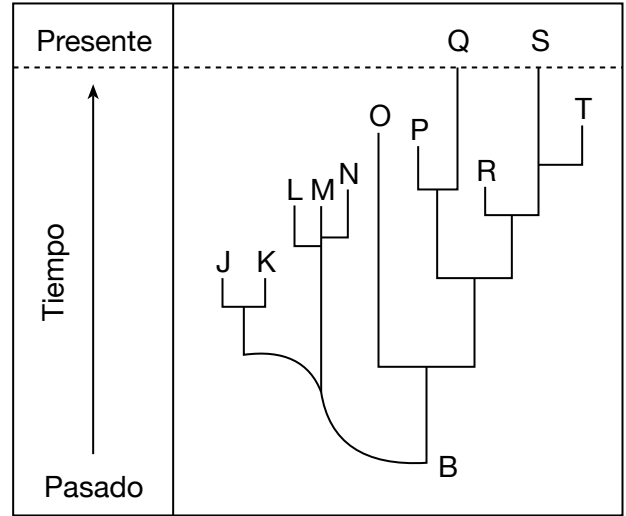 Presente
Q S
O
P
T
R
L M N
J K
Tiempo
B
Pasado